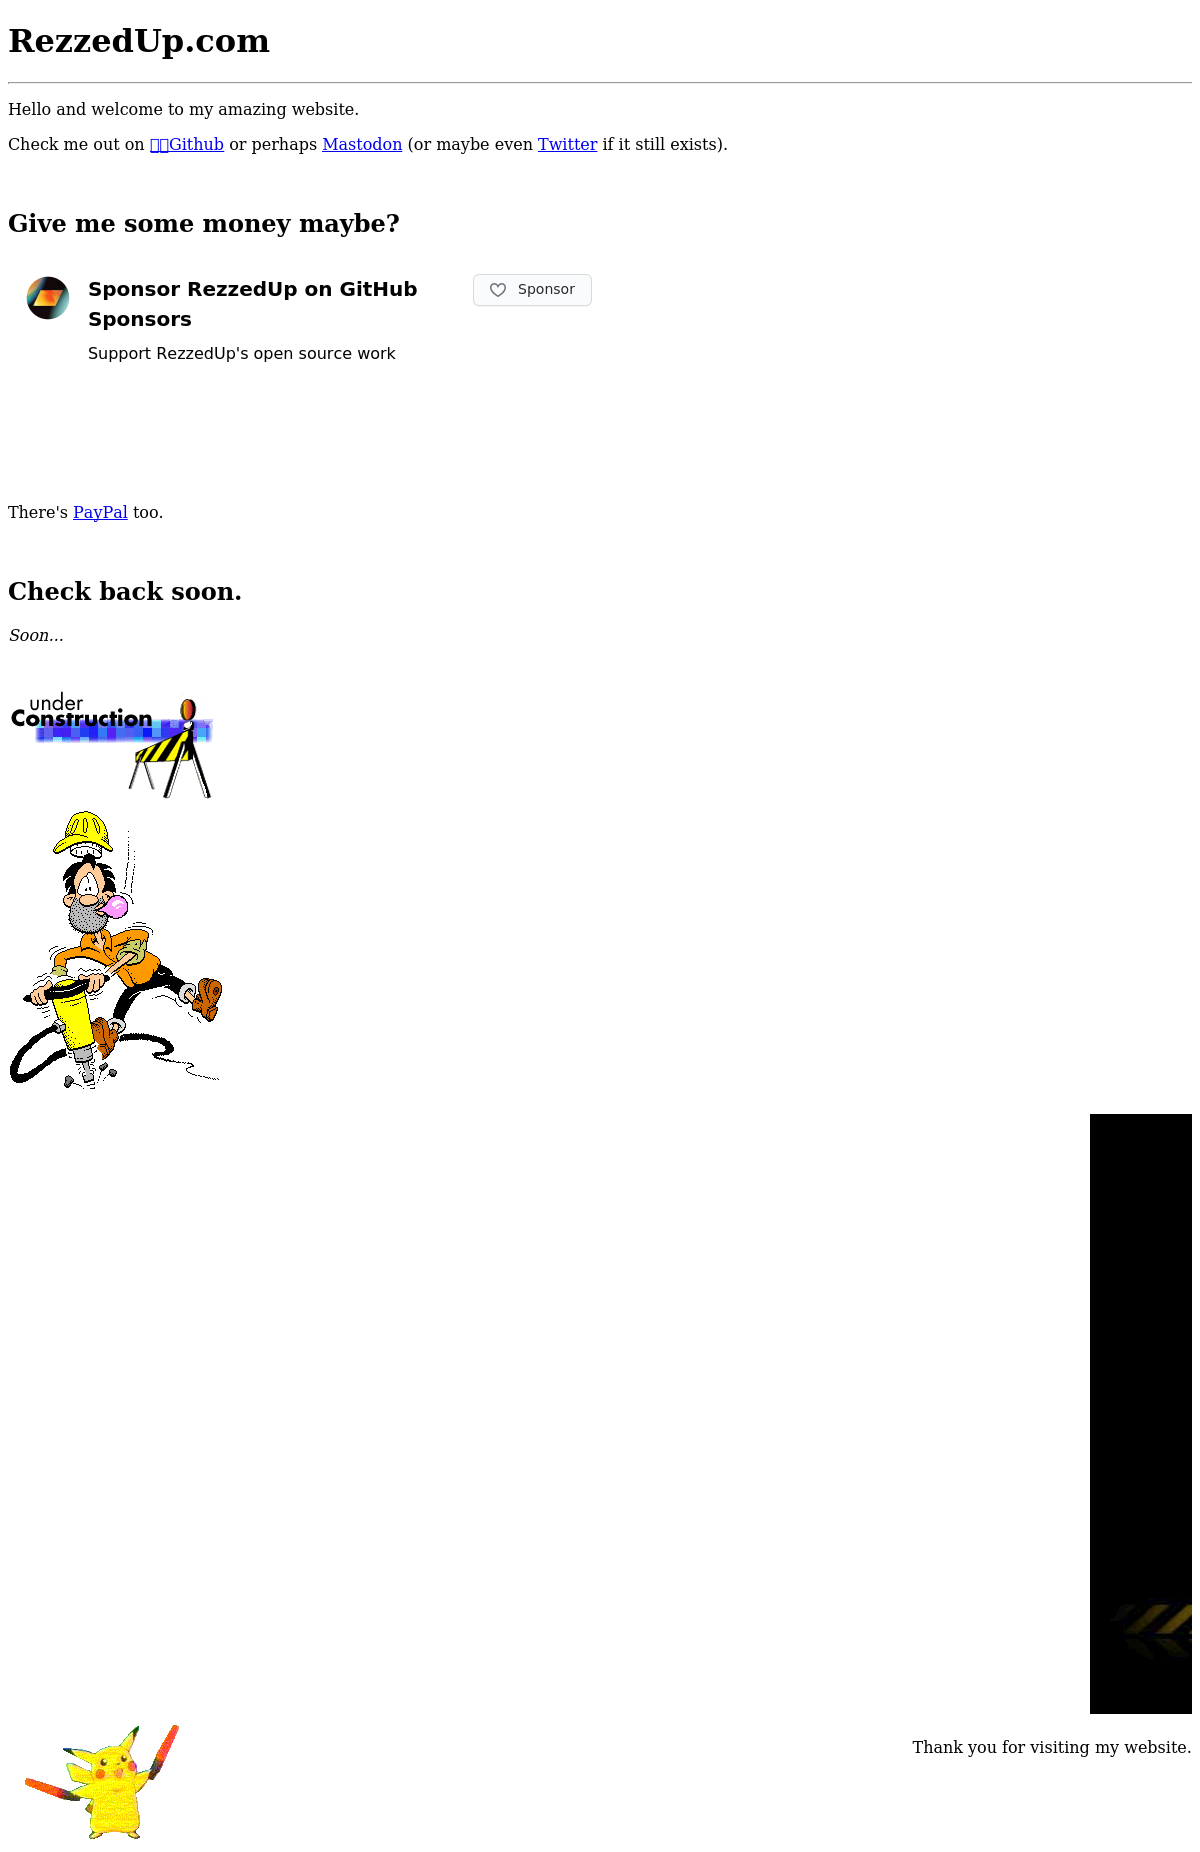 RezzedUp.com
Hello and welcome to my amazing website.
Check me out on Github or perhaps Mastodon (or maybe even Twitter if it still exists).
Give me some money maybe?
Sponsor RezzedUp on GitHub
Sponsors
Sponsor
Support RezzedUp's open source work
There's PayPal too.
Check back soon.
Soon...
under
Construction
Thank you for visiting my website.